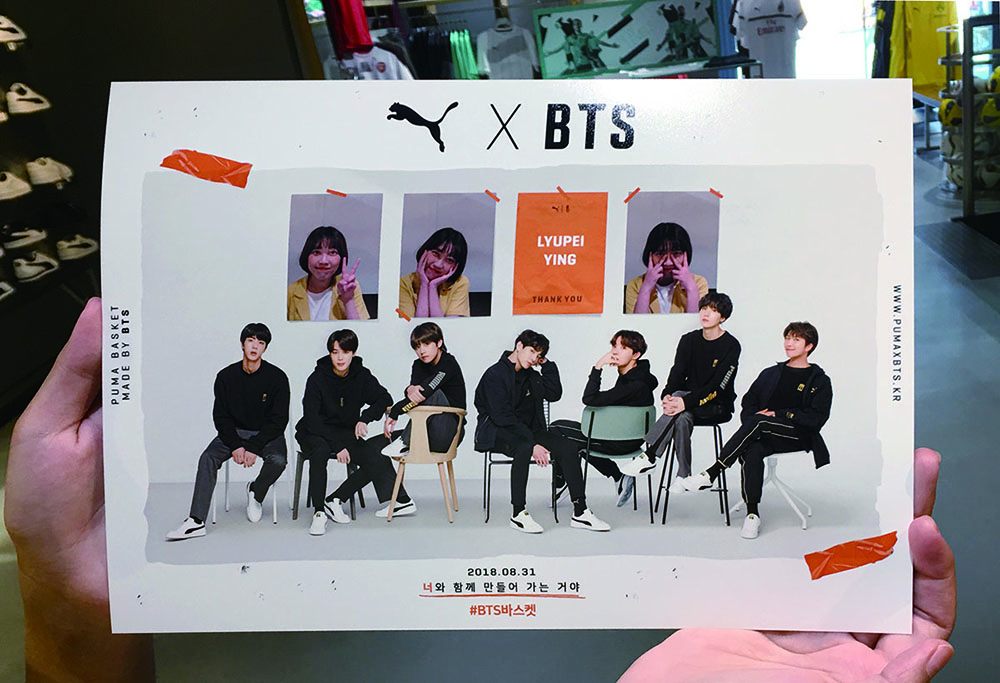 X BTS
LYUPEI
YING
THANK YOU
PUMA BASKET
MADE BY BTS
WWW.PUMAXBTS.KR
2018.08.31
너와 함께 만들어 가는 거야
#BTS바스켓